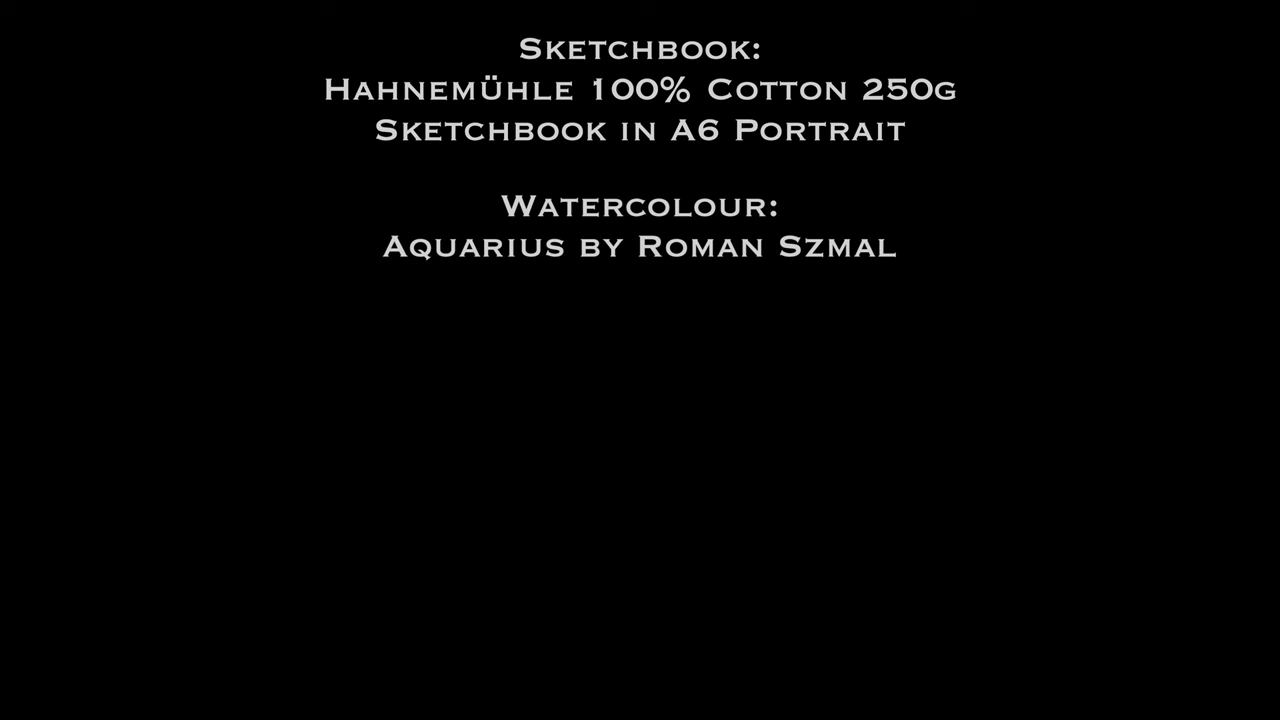 Sketchbook:
Hahnemühle 100% Cotton 250g
Sketchbook in A6 Portrait
Watercolour:
Aquarius by Roman Szmal